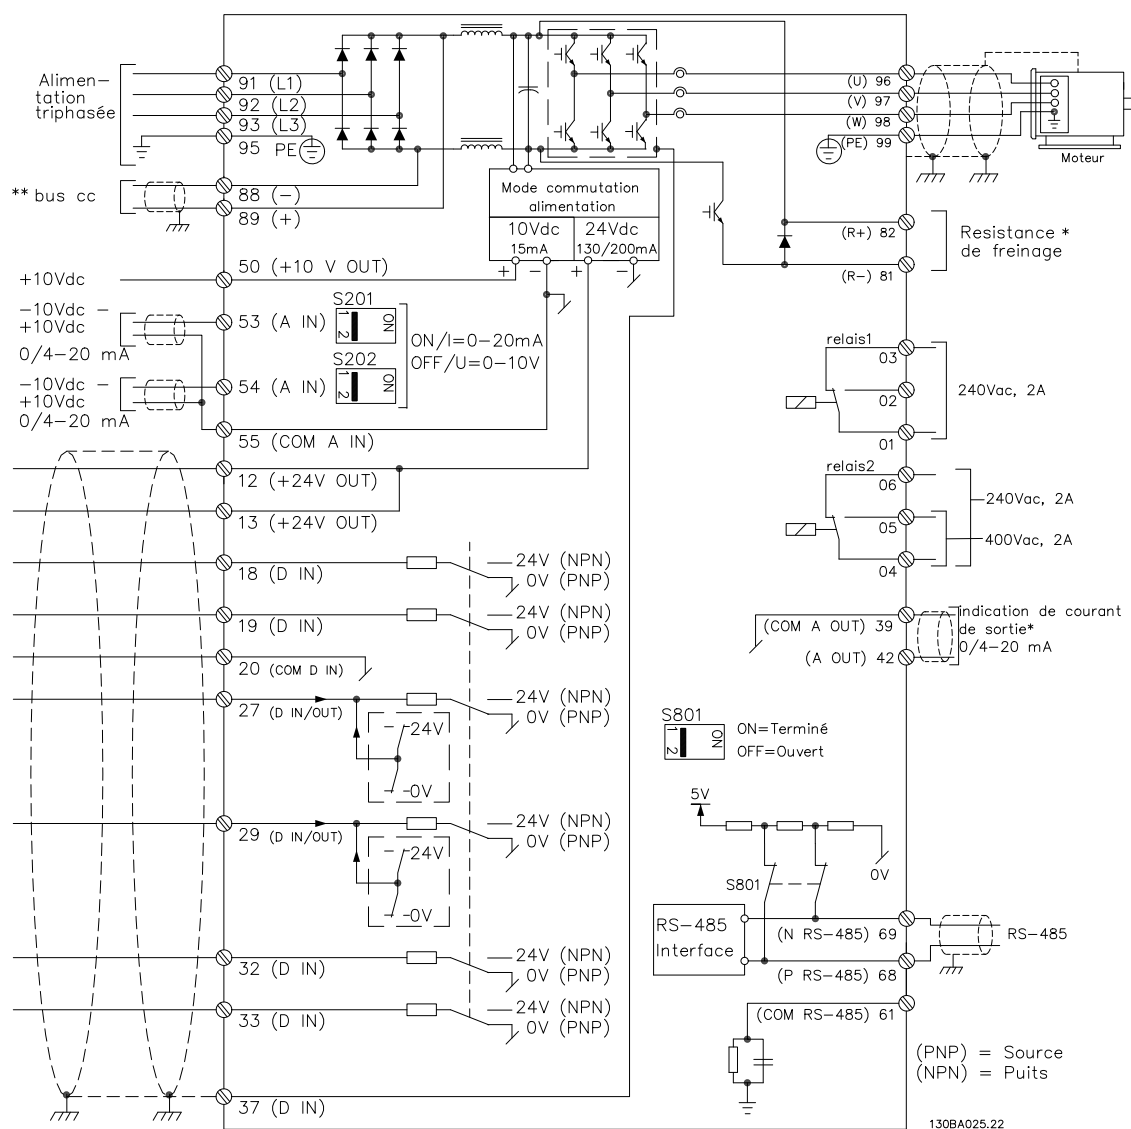 Alimen-
tation
triphasée
91 (L1)
92 (L2)
93 (L3)
95 PE
** bus cc
88 (-)
89 (+)
50 (+10 V OUT)
+10Vdc
-10Vdc -
+10Vdc
0/4-20 mA
53 (A IN)
S201
1 2 ON
ON/I=0-20mA
OFF/U=0-10V
S202
1 2 ON
-10Vdc -
+10Vdc
0/4-20 mA
54 (A IN)
55 (COM A IN)
12 (+24V OUT)
13 (+24V OUT)
18 (D IN)
24V (NPN)
0V (PNP)
19 (D IN)
24V (NPN)
0V (PNP)
20 (COM D IN)
27 (D IN/OUT)
24V (NPN)
0V (PNP)
24V
0V
29 (D IN/OUT)
24V (NPN)
0V (PNP)
24V
0V
32 (D IN)
24V (NPN)
0V (PNP)
33 (D IN)
24V (NPN)
0V (PNP)
37 (D IN)
Mode commutation
alimentation
10Vdc
15mA
24Vdc
130/200mA
+ - + -
(U) 96
(V) 97
(W) 98
(PE) 99
Moteur
(R+) 82
(R-) 81
Resistance *
de freinage
relais1
03
02
01
240Vac, 2A
relais2
06
05
04
240Vac, 2A
400Vac, 2A
(COM A OUT) 39
(A OUT) 42
indication de courant
de sortie*
0/4-20 mA
S801
1 2 ON
ON=Terminé
OFF=Ouvert
5V
0V
S801
RS-485
Interface
(N RS-485) 69
(P RS-485) 68
(COM RS-485) 61
RS-485
(PNP) = Source
(NPN) = Puits
130BA025.22